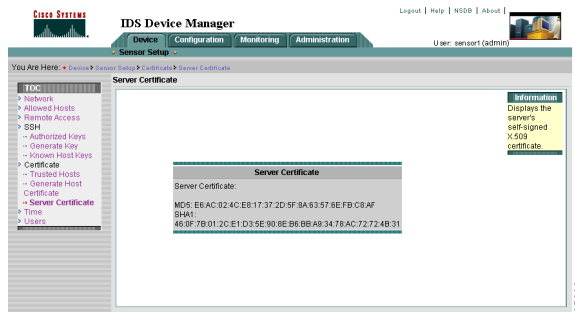 CISCO SYSTEMS
IDS Device Manager
Logout | Help | NSDB | About |
Device Configuration Monitoring Administration
User: sensor1 (admin)
Sensor Setup
You Are Here: Device > Sensor Setup > Certificate > Server Certificate
TOC
Network
Allowed Hosts
Remote Access
SSH
Authorized Keys
Generate Key
Known Host Keys
Certificate
Trusted Hosts
Generate Host
Certificate
Server Certificate
Time
Users
Server Certificate
Server Certificate
Server Certificate:
MD5: E6:AC:02:4C:E8:17:37:2D:5F:8A:63:57:6E:FB:C8:AF
SHA1:
46:0F:7B:01:2C:E1:D3:5E:90:8E:B6:BB:A9:34:78:AC:72:72:4B:31
Information
Displays the
server's
self-signed
X.509
certificate.